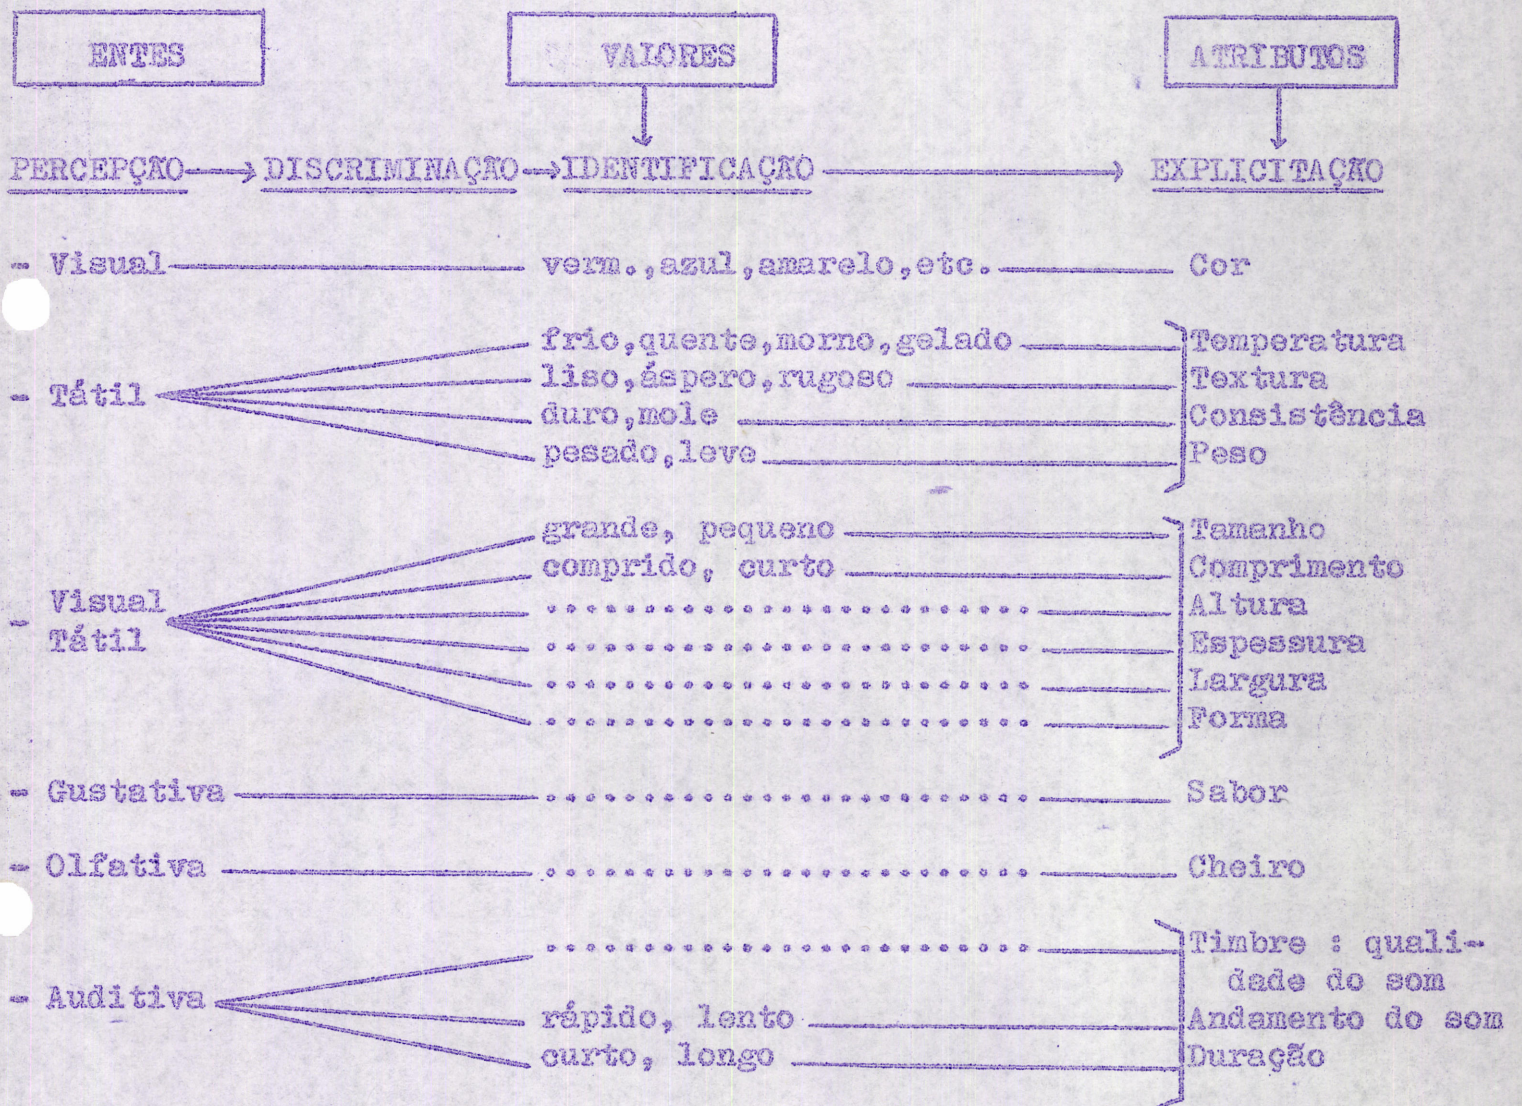 ENTES VALORES ATRIBUTOS
PERCEPÇÃO DISCRIMINAÇÃO IDENTIFICAÇÃO EXPLICITAÇÃO
- Visual verm.,azul,amarelo,etc. Cor
frio,quente,morno,gelado Temperatura
- Tátil liso,áspero,rugoso Textura
duro,mole Consistência
pesado,leve Peso
grande, pequeno Tamanho
comprido, curto Comprimento
- Visual ......................... Altura
Tátil ......................... Espessura
......................... Largura
......................... Forma
- Gustativa ......................... Sabor
- Olfativa ......................... Cheiro
......................... Timbre : quali-
dade do som
- Auditiva rápido, lento Andamento do som
curto, longo Duração